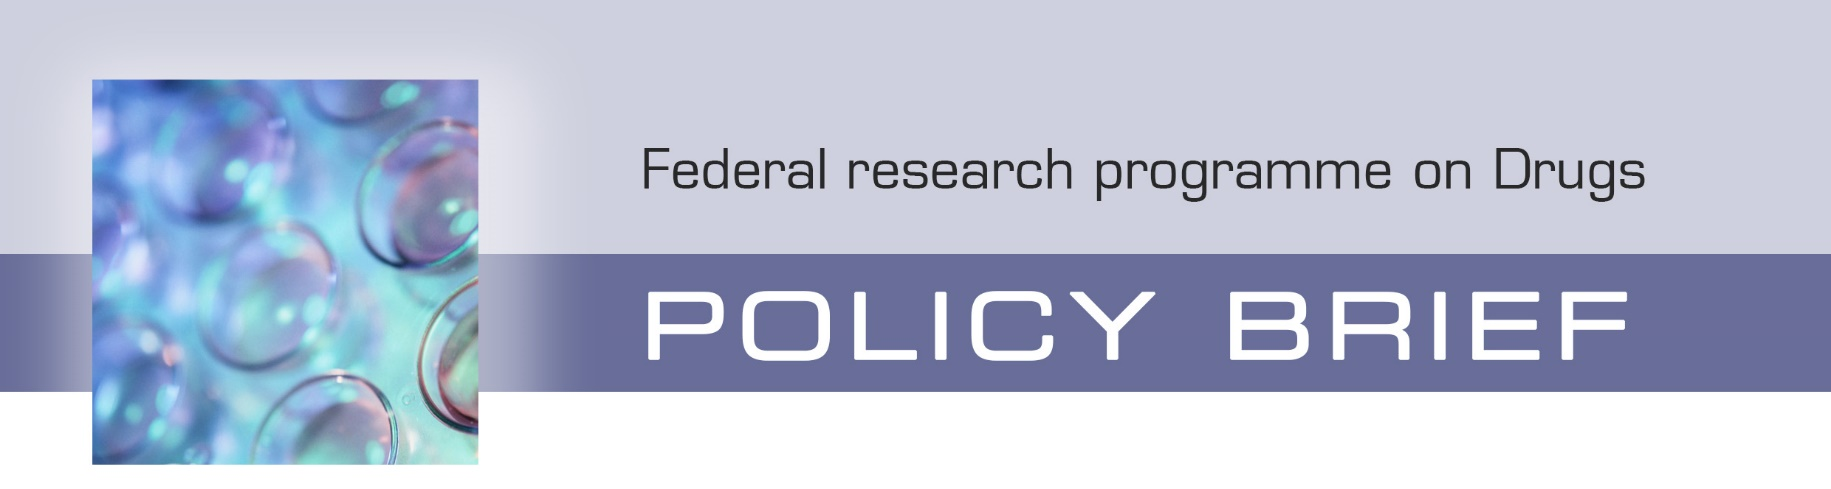 Federal research programme on Drugs
POLICY BRIEF